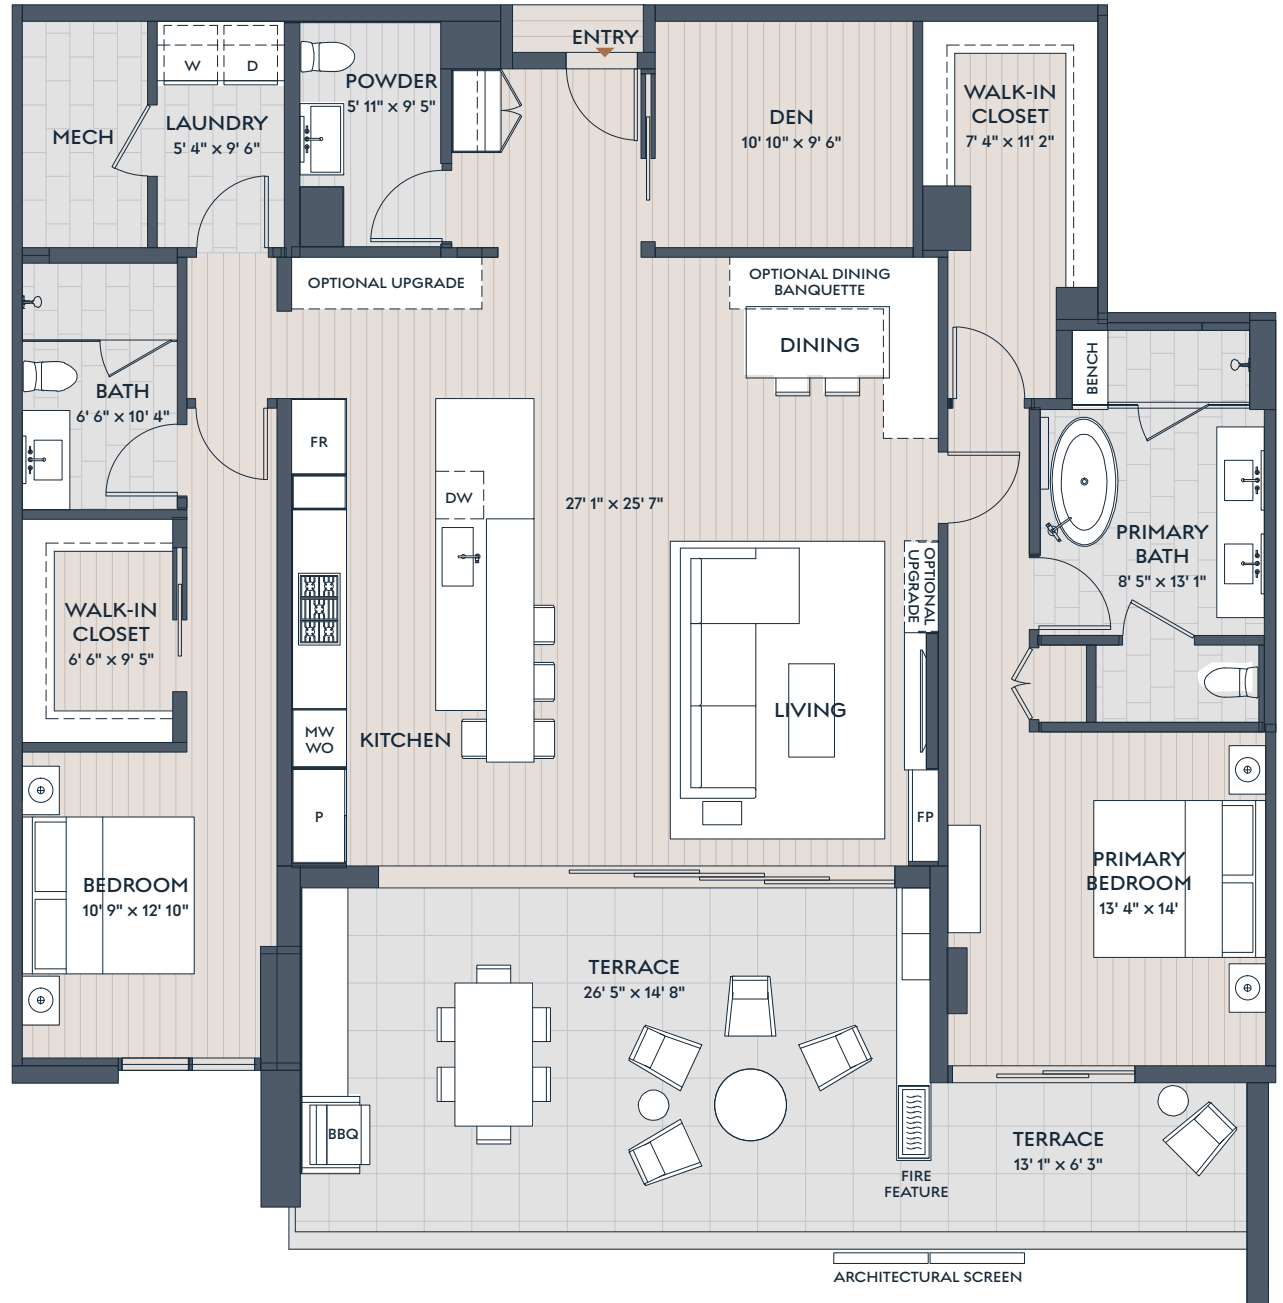 ENTRY
W
D
POWDER
5' 11" x 9' 5"
MECH
LAUNDRY
5' 4" x 9' 6"
DEN
10' 10" x 9' 6"
WALK-IN
CLOSET
7' 4" x 11' 2"
OPTIONAL UPGRADE
OPTIONAL DINING
BANQUETTE
DINING
BENCH
BATH
6' 6" x 10' 4"
FR
DW
27' 1" x 25' 7"
PRIMARY
BATH
8' 5" x 13' 1"
OPTIONAL
UPGRADE
WALK-IN
CLOSET
6' 6" x 9' 5"
MW
WO
KITCHEN
LIVING
P
FP
BEDROOM
10' 9" x 12' 10"
PRIMARY
BEDROOM
13' 4" x 14'
TERRACE
26' 5" x 14' 8"
BBQ
FIRE
FEATURE
TERRACE
13' 1" x 6' 3"
ARCHITECTURAL SCREEN